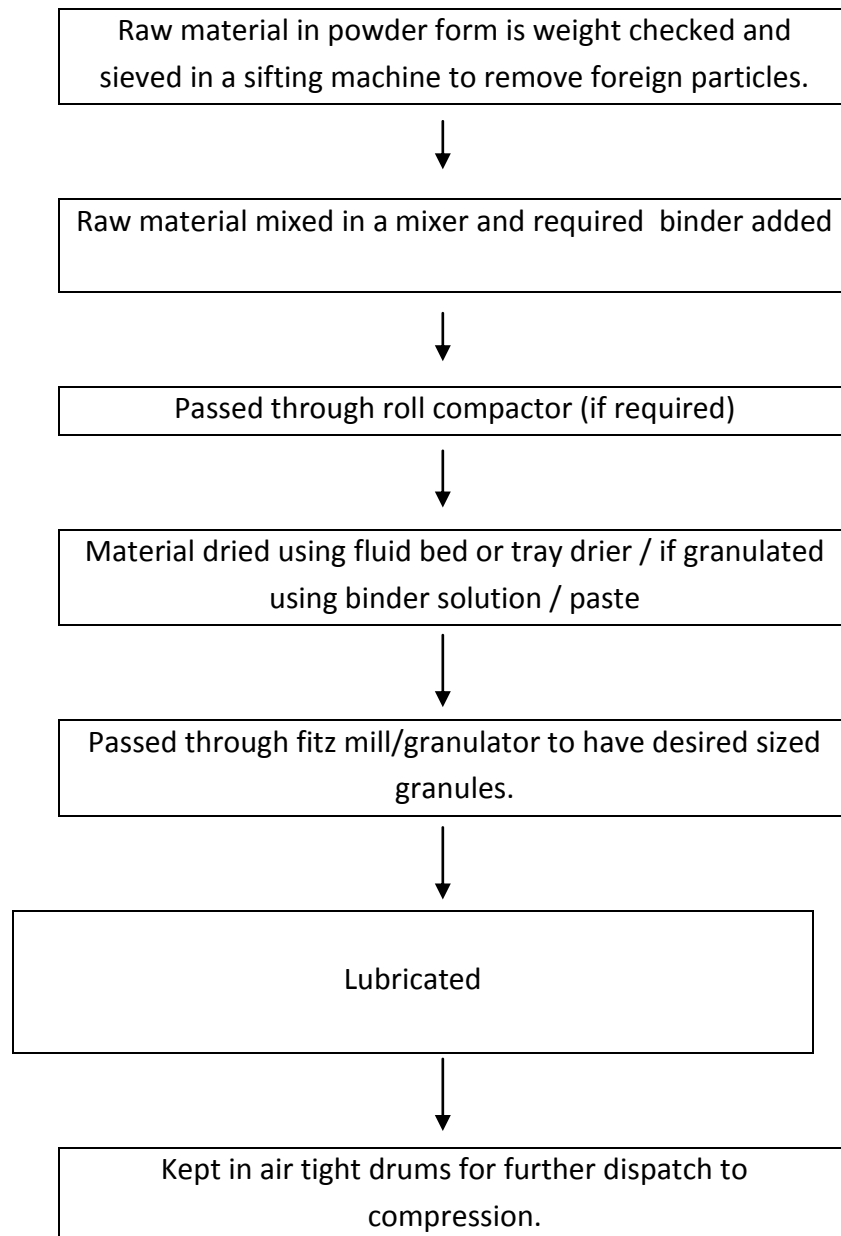 Raw material in powder form is weight checked and
sieved in a sifting machine to remove foreign particles.
Raw material mixed in a mixer and required  binder added
Passed through roll compactor (if required)
Material dried using fluid bed or tray drier / if granulated
using binder solution / paste
Passed through fitz mill/granulator to have desired sized
granules.
Lubricated
Kept in air tight drums for further dispatch to
compression.